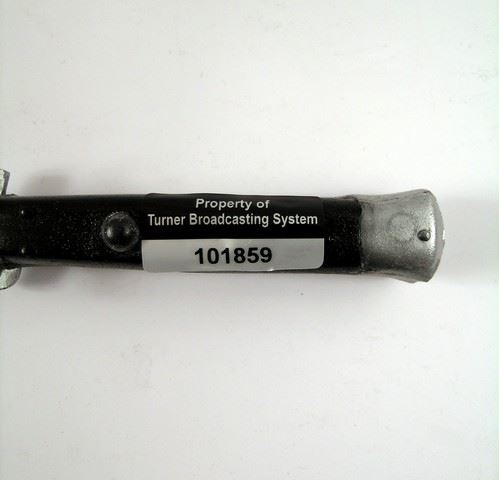 Property of
Turner Broadcasting System
101859